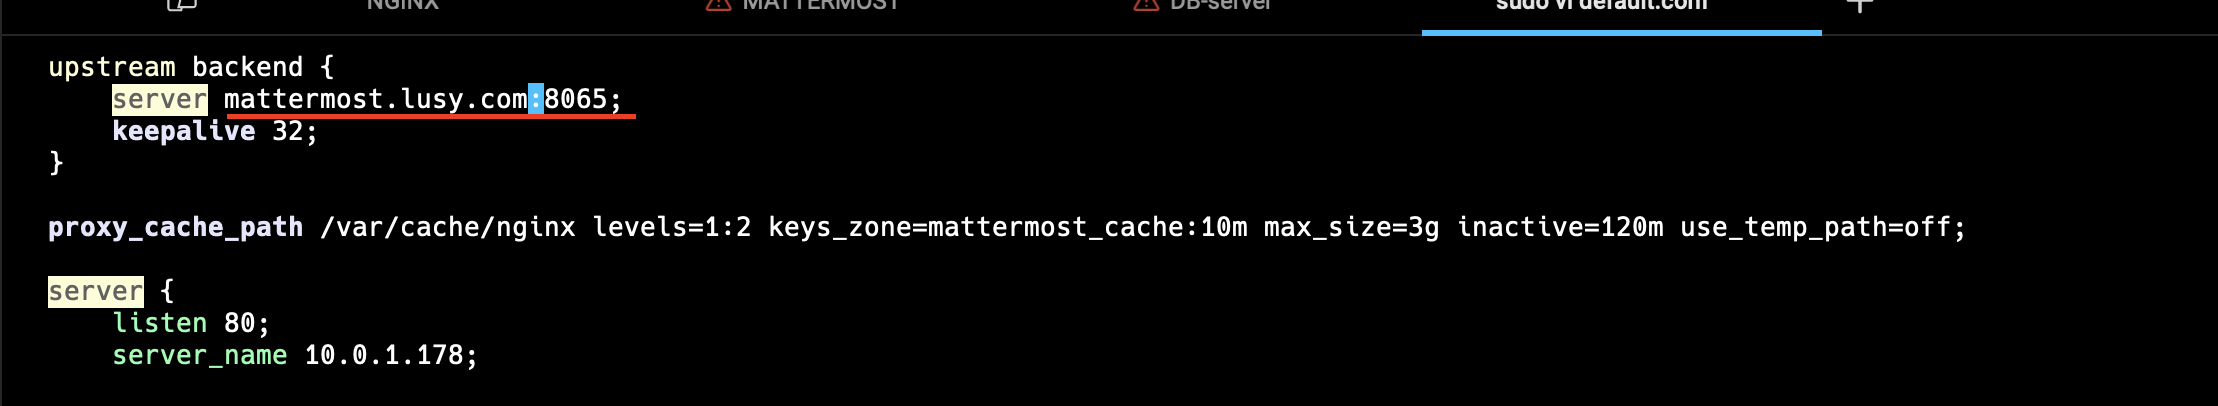 NGINX MATTERMOST DB-server sudo vi default.com
upstream backend {
server mattermost.lusy.com:8065;
keepalive 32;
}
proxy_cache_path /var/cache/nginx levels=1:2 keys_zone=mattermost_cache:10m max_size=3g inactive=120m use_temp_path=off;
server {
listen 80;
server_name 10.0.1.178;